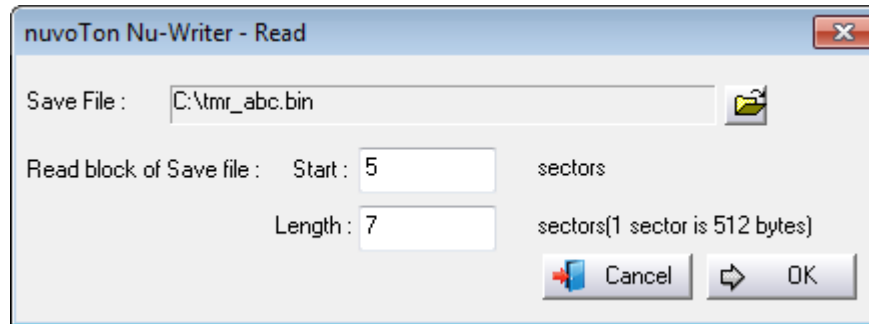 nuvoTon Nu-Writer - Read
Save File : C:\tmr_abc.bin
Read block of Save file : Start : 5 sectors
Length : 7 sectors(1 sector is 512 bytes)
Cancel OK